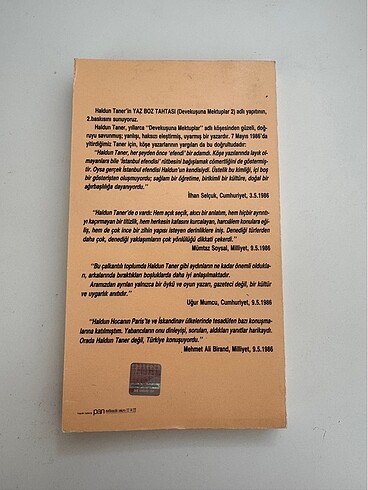 Haldun Taner'in YAZ BOZ TAHTASI (Devekuşuna Mektuplar 2) adlı yapıtının,
2.baskısını sunuyoruz.
Haldun Taner, yıllarca "Devekuşuna Mektuplar" adlı köşesinden güzeli, doğ-
ruyu savunmuş; yanlışı, haksızı eleştirmiş, uyarmış bir yazardır. 7 Mayıs 1986'da
yitirdiğimiz Taner için, köşe yazarlarının yargıları da bu doğrultudadır:
"Haldun Taner, her şeyden önce 'efendi' bir adamdı. Köşe yazılarında layık ol-
mayanlara bile 'İstanbul efendisi' rütbesini bağışlamak cömertliğini de göstermiş-
tir. Oysa gerçek İstanbul efendisi Haldun'un kendisiydi. Üstelik bu kimliği, içi boş
bir gösterişten oluşmuyordu; sağlam bir öğretime, birikimli bir kültüre, doğal bir
ağırbaşlılığa dayanıyordu."
İlhan Selçuk, Cumhuriyet, 3.5.1986
"Haldun Taner'de o vardı: Hem açık seçik, akıcı bir anlatım, hem hiçbir ayrıntı-
yı kaçırmayan bir titizlik, hem herkesin kafasını kurcalayan, harcıâlem konulara eğil-
iş, hem de çok ince bir zihin yapısı isteyen derinliklere iniş. Denediği türlerden
daha çok, denediği yaklaşımların çok yönlülüğü dikkati çekerdi."
Mümtaz Soysal, Milliyet, 9.5.1986
"Bu çalkantılı toplumda Haldun Taner gibi aydınların ne kadar önemli oldukla-
rı, arkalarında bıraktıkları boşluklarda daha iyi anlaşılmaktadır.
Aramızdan ayrılan yalnızca bir öykü ve oyun yazarı, gazeteci değil, bir kültür
ve uygarlık anıtıdır."
Uğur Mumcu, Cumhuriyet, 9.5.1986
"Haldun Hocanın Paris'te ve İskandinav ülkelerinde tesadüfen bazı konuşma-
larına katılmıştım. Yabancıların onu dinleyişi, soruları, aldıkları yanıtlar harikaydı.
Orada Haldun Taner değil, Türkiye konuşuyordu."
Mehmet Ali Birand, Milliyet, 9.5.1986
pan